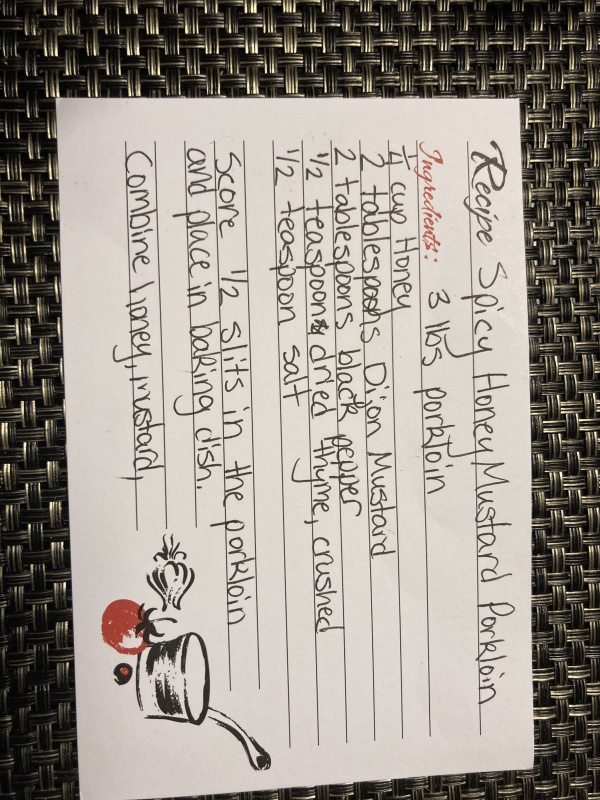 Recipe Spicy Honey Mustard Porkloin
Ingredients: 3 lbs porkloin
1/4 cup Honey
2 tablespoons Dijon Mustard
2 tablespoons black pepper
1/2 teaspoons dried thyme, crushed
1/2 teaspoon salt
Score 1/2 slits in the porkloin
and place in baking dish.
Combine honey, mustard,